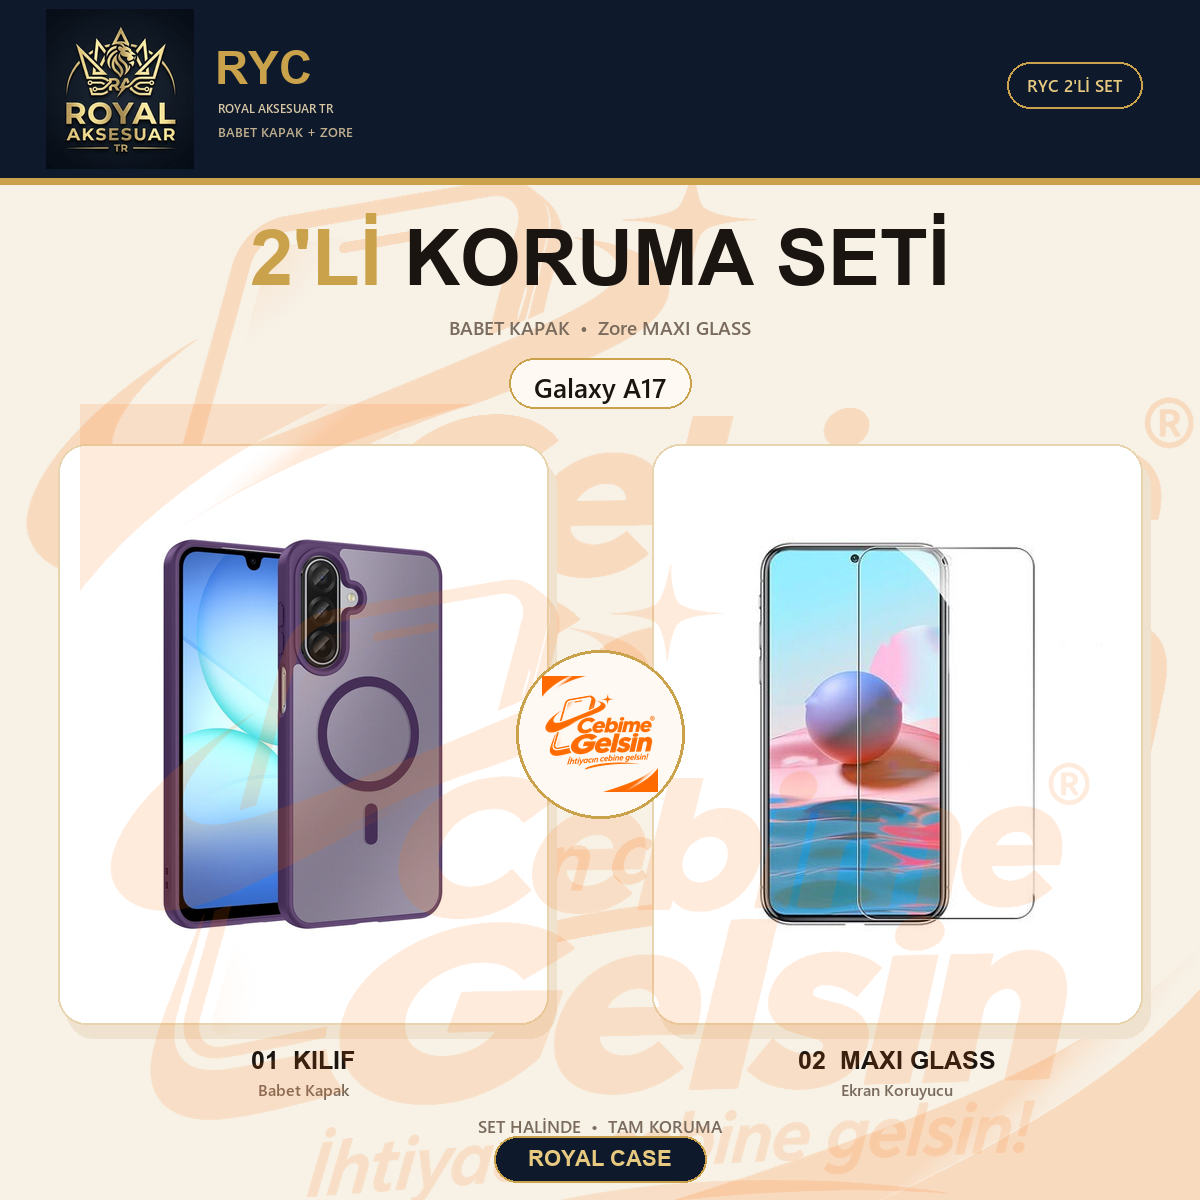 ROYAL
AKSESUAR
TR
RYC
ROYAL AKSESUAR TR
BABET KAPAK + ZORE
RYC 2'Lİ SET
2'Lİ KORUMA SETİ
BABET KAPAK • Zore MAXI GLASS
Galaxy A17
Cebime
Gelsin
İhtiyacın cebine gelsin!
®
Cebime
Gelsin
®
01 KILIF
Babet Kapak
02 MAXI GLASS
Ekran Koruyucu
SET HALİNDE • TAM KORUMA
ROYAL CASE